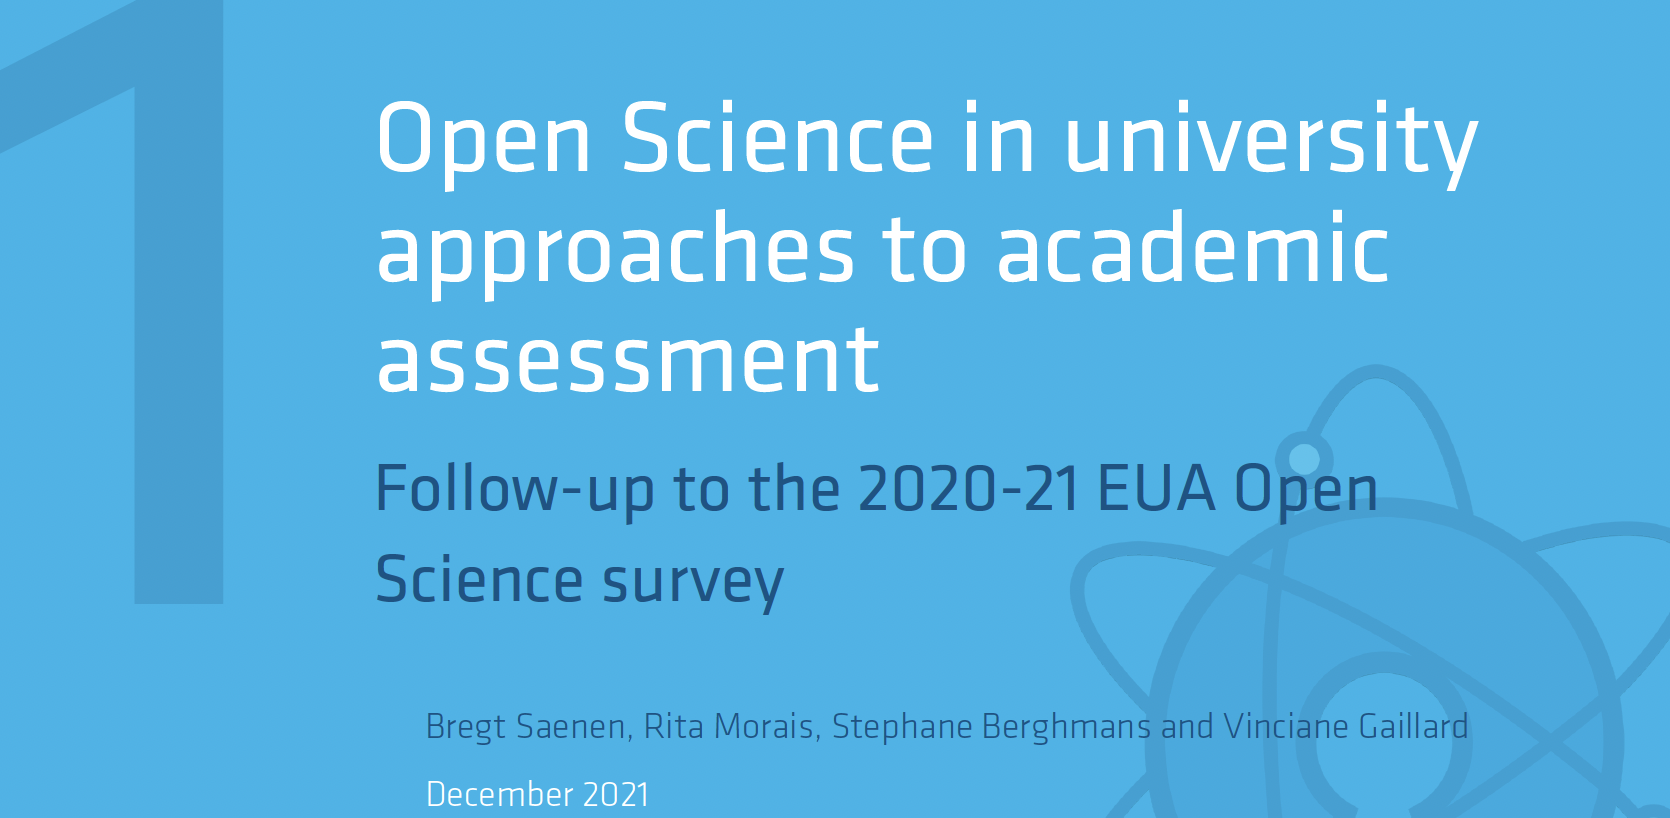 1
Open Science in university
approaches to academic
assessment
Follow-up to the 2020-21 EUA Open
Science survey
Bregt Saenen, Rita Morais, Stephane Berghmans and Vinciane Gaillard
December 2021